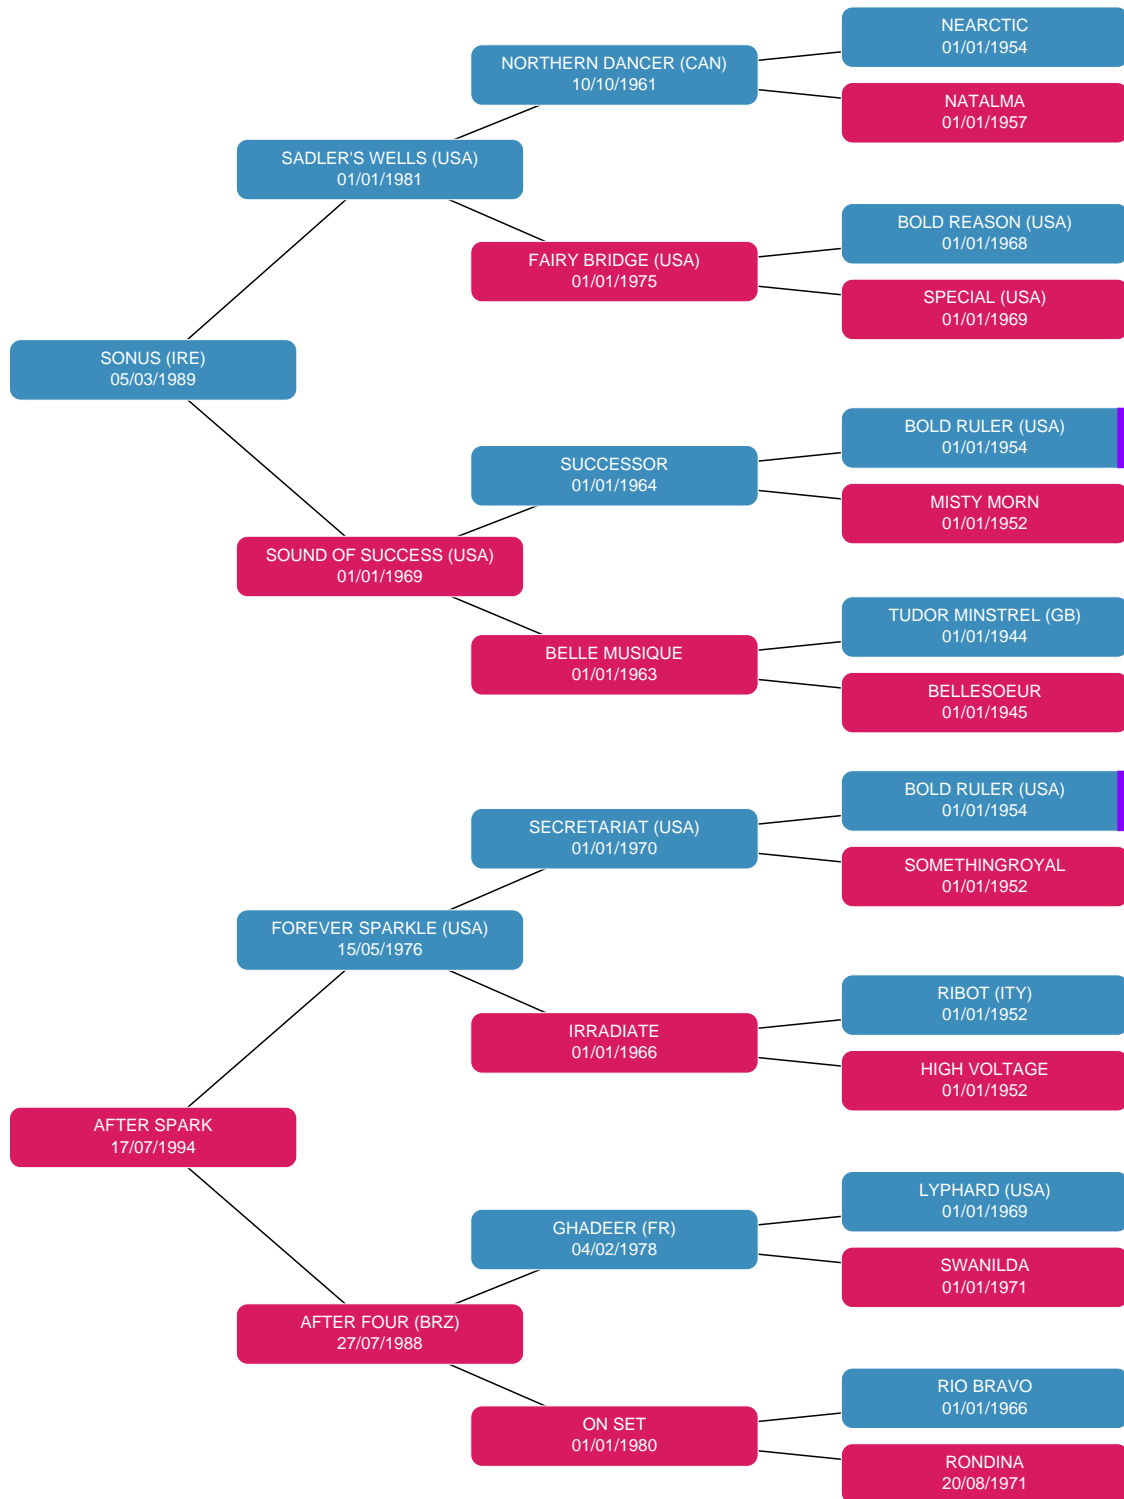 NEARCTIC
01/01/1954
NORTHERN DANCER (CAN)
10/10/1961
NATALMA
01/01/1957
SADLER'S WELLS (USA)
01/01/1981
BOLD REASON (USA)
01/01/1968
FAIRY BRIDGE (USA)
01/01/1975
SPECIAL (USA)
01/01/1969
SONUS (IRE)
05/03/1989
BOLD RULER (USA)
01/01/1954
SUCCESSOR
01/01/1964
MISTY MORN
01/01/1952
SOUND OF SUCCESS (USA)
01/01/1969
TUDOR MINSTREL (GB)
01/01/1944
BELLE MUSIQUE
01/01/1963
BELLESOEUR
01/01/1945
BOLD RULER (USA)
01/01/1954
SECRETARIAT (USA)
01/01/1970
SOMETHINGROYAL
01/01/1952
FOREVER SPARKLE (USA)
15/05/1976
RIBOT (ITY)
01/01/1952
IRRADIATE
01/01/1966
HIGH VOLTAGE
01/01/1952
AFTER SPARK
17/07/1994
LYPHARD (USA)
01/01/1969
GHADEER (FR)
04/02/1978
SWANILDA
01/01/1971
AFTER FOUR (BRZ)
27/07/1988
RIO BRAVO
01/01/1966
ON SET
01/01/1980
RONDINA
20/08/1971